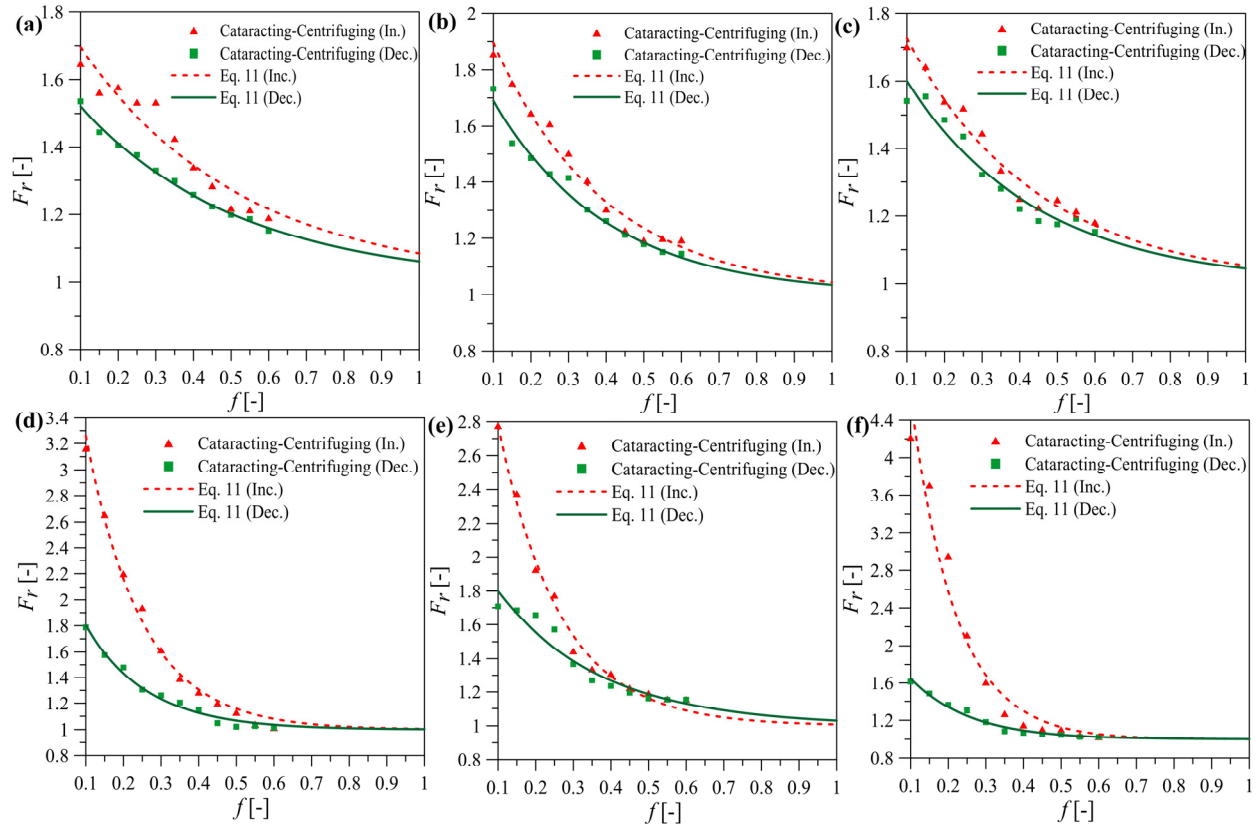 (a)
1.8
1.6
1.4
1.2
1
0.8
Fr [-]
Cataracting-Centrifuging (In.)
Cataracting-Centrifuging (Dec.)
Eq. 11 (Inc.)
Eq. 11 (Dec.)
0.1 0.2 0.3 0.4 0.5 0.6 0.7 0.8 0.9 1
f [-]
(b)
2
1.8
1.6
1.4
1.2
1
0.8
Fr [-]
Cataracting-Centrifuging (In.)
Cataracting-Centrifuging (Dec.)
Eq. 11 (Inc.)
Eq. 11 (Dec.)
0.1 0.2 0.3 0.4 0.5 0.6 0.7 0.8 0.9 1
f [-]
(c)
1.8
1.6
1.4
1.2
1
0.8
Fr [-]
Cataracting-Centrifuging (In.)
Cataracting-Centrifuging (Dec.)
Eq. 11 (Inc.)
Eq. 11 (Dec.)
0.1 0.2 0.3 0.4 0.5 0.6 0.7 0.8 0.9 1
f [-]
(d)
3.4
3.2
3
2.8
2.6
2.4
2.2
2
1.8
1.6
1.4
1.2
1
0.8
Fr [-]
Cataracting-Centrifuging (In.)
Cataracting-Centrifuging (Dec.)
Eq. 11 (Inc.)
Eq. 11 (Dec.)
0.1 0.2 0.3 0.4 0.5 0.6 0.7 0.8 0.9 1
f [-]
(e)
2.8
2.6
2.4
2.2
2
1.8
1.6
1.4
1.2
1
0.8
Fr [-]
Cataracting-Centrifuging (In.)
Cataracting-Centrifuging (Dec.)
Eq. 11 (Inc.)
Eq. 11 (Dec.)
0.1 0.2 0.3 0.4 0.5 0.6 0.7 0.8 0.9 1
f [-]
(f)
4.4
4
3.6
3.2
2.8
2.4
2
1.6
1.2
0.8
Fr [-]
Cataracting-Centrifuging (In.)
Cataracting-Centrifuging (Dec.)
Eq. 11 (Inc.)
Eq. 11 (Dec.)
0.1 0.2 0.3 0.4 0.5 0.6 0.7 0.8 0.9 1
f [-]